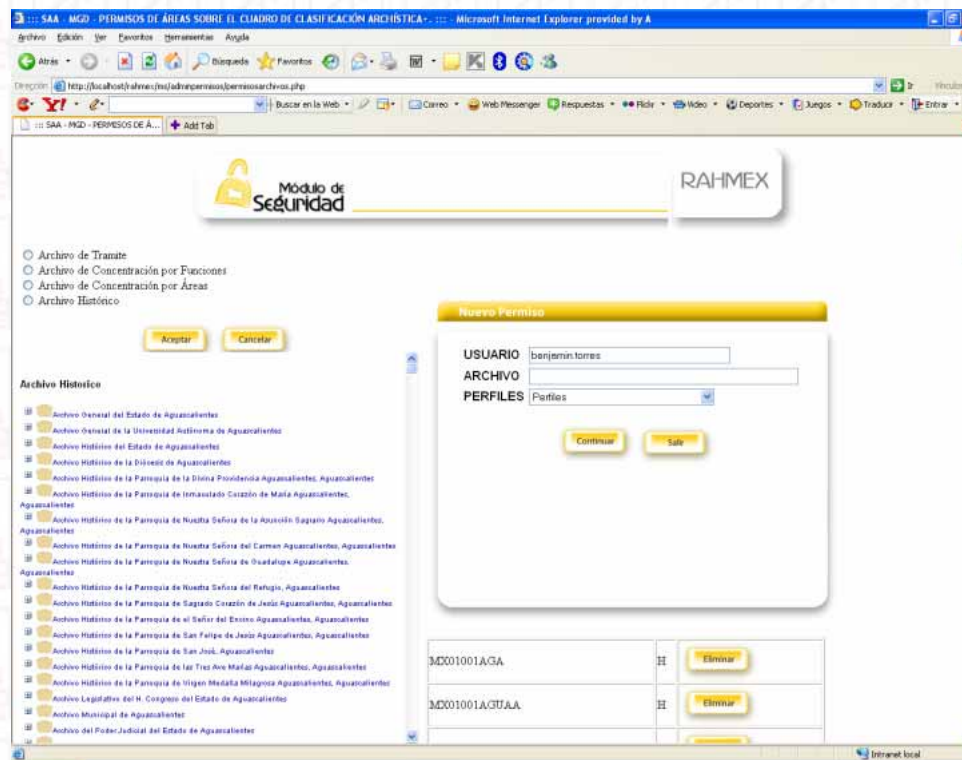 ::: SAA - MGD - PERMISOS DE ÁREAS SOBRE EL CUADRO DE CLASIFICACIÓN ARCHÍSTICA- . ::: - Microsoft Internet Explorer provided by A
Archivo Edición Ver Favoritos Herramientas Ayuda
Atrás Búsqueda Favoritos
Dirección http://localhost/rahmex/ms/adminpermisos/permisosarchivos.php Ir Vínculos
Buscar en la Web Correo Web Messenger Respuestas Flickr Video Deportes Juegos Traducir Entrar
::: SAA - MGD - PERMISOS DE Á... Add Tab
Módulo de
Seguridad
RAHMEX
Archivo de Tramite
Archivo de Concentración por Funciones
Archivo de Concentración por Áreas
Archivo Histórico
Aceptar Cancelar
Nuevo Permiso
USUARIO benjamin.torres
ARCHIVO
PERFILES Perfiles
Continuar Salir
Archivo Historico
Archivo General del Estado de Aguascalientes
Archivo General de la Universidad Autónoma de Aguascalientes
Archivo Histórico del Estado de Aguascalientes
Archivo Histórico de la Diócesis de Aguascalientes
Archivo Histórico de la Parroquia de la Divina Providencia Aguascalientes, Aguascalientes
Archivo Histórico de la Parroquia de Inmaculado Corazón de María Aguascalientes,
Aguascalientes
Archivo Histórico de la Parroquia de Nuestra Señora de la Asunción Sagrario Aguascalientes,
Aguascalientes
Archivo Histórico de la Parroquia de Nuestra Señora del Carmen Aguascalientes, Aguascalientes
Archivo Histórico de la Parroquia de Nuestra Señora de Guadalupe Aguascalientes,
Aguascalientes
Archivo Histórico de la Parroquia de Nuestra Señora del Refugio, Aguascalientes
Archivo Histórico de la Parroquia de Sagrado Corazón de Jesús Aguascalientes, Aguascalientes
Archivo Histórico de la Parroquia de el Señor del Encino Aguascalientes, Aguascalientes
Archivo Histórico de la Parroquia de San Felipe de Jesús Aguascalientes, Aguascalientes
Archivo Histórico de la Parroquia de San José, Aguascalientes
Archivo Histórico de la Parroquia de las Tres Ave Marías Aguascalientes, Aguascalientes
Archivo Histórico de la Parroquia de Virgen Medalla Milagrosa Aguascalientes, Aguascalientes
Archivo Legislativo del H. Congreso del Estado de Aguascalientes
Archivo Municipal de Aguascalientes
Archivo del Poder Judicial del Estado de Aguascalientes
MX01001AGA H Eliminar
MX01001AGUAA H Eliminar
Intranet local